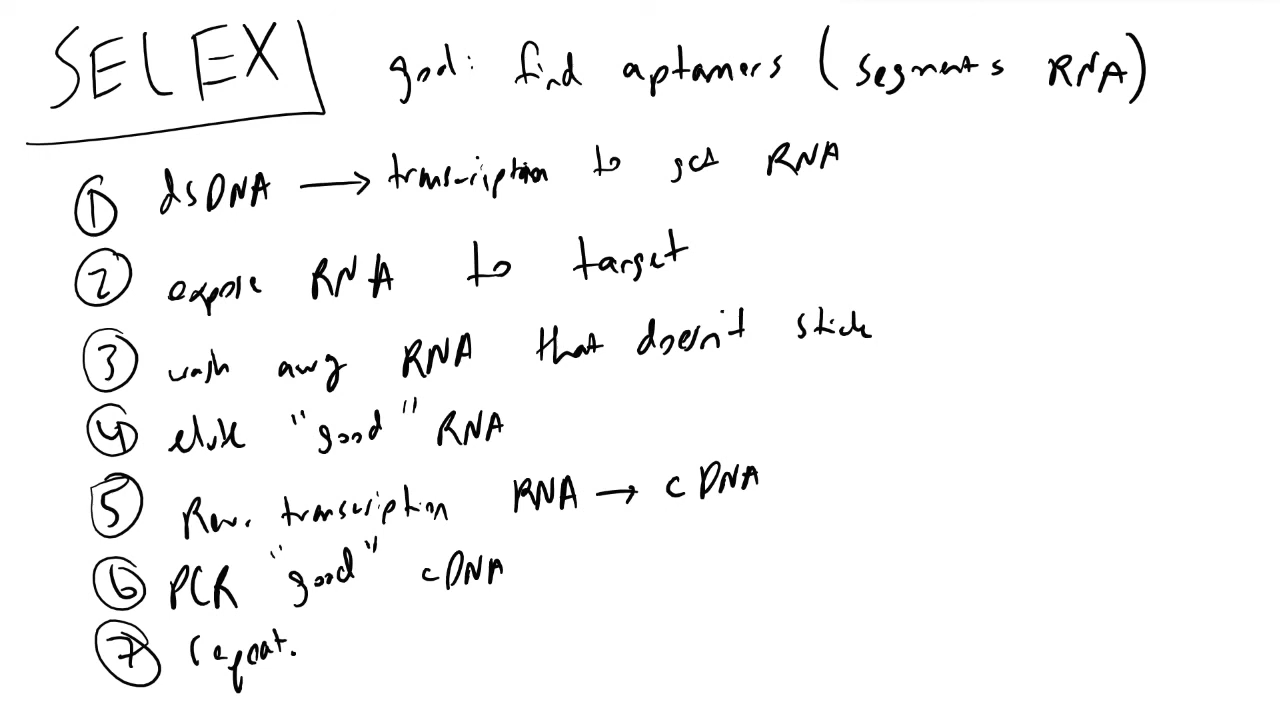 SELEX
goal: find aptamers (segments RNA)
① dsDNA → transcription to get RNA
② expose RNA to target
③ wash away RNA that doesn't stick
④ elute "good" RNA
⑤ Rev. transcription RNA → cDNA
⑥ PCR "good" cDNA
⑦ repeat.